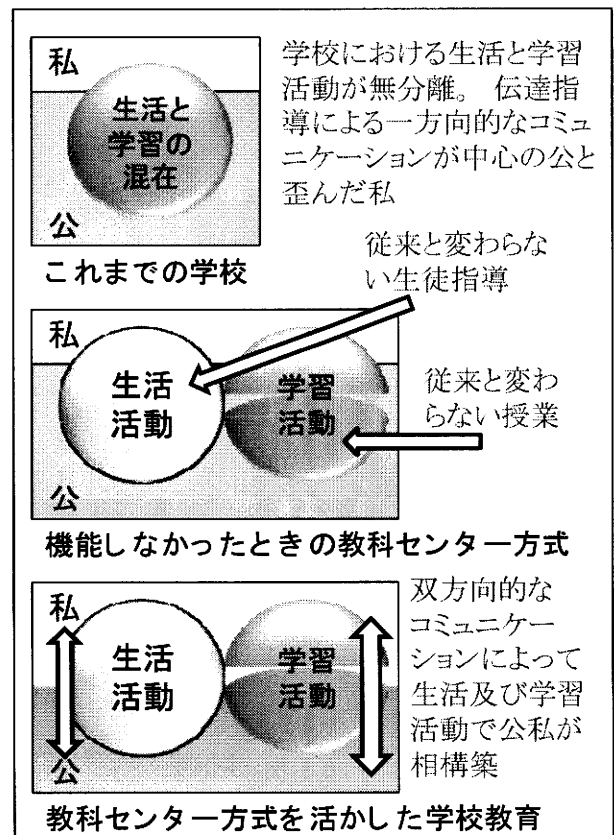 私
生活と
学習の
混在
公
学校における生活と学習
活動が無分離。 伝達指
導による一方向的なコミュ
ニケーションが中心の公と
歪んだ私
これまでの学校
従来と変わらな
い生徒指導
私
生活
活動
学習
活動
公
従来と変わ
らない授業
機能しなかったときの教科センター方式
私
生活
活動
学習
活動
公
双方向的な
コミュニケー
ションによって
生活及び学習
活動で公私が
相構築
教科センター方式を活かした学校教育